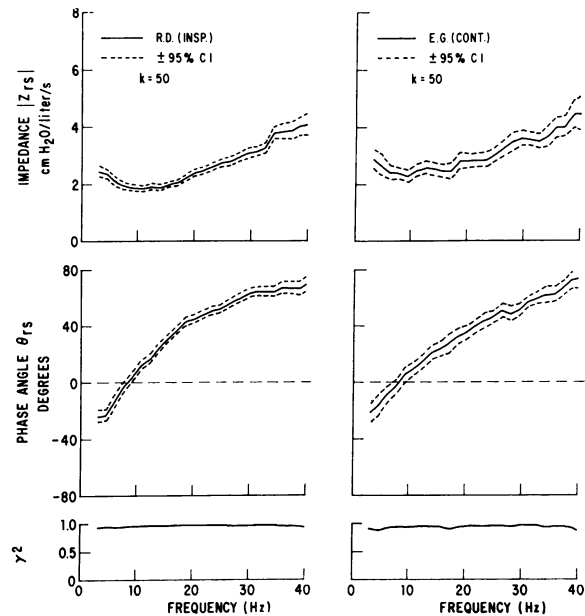 R.D. (INSP.)
± 95% CI
k = 50
E.G. (CONT.)
± 95% CI
k = 50
IMPEDANCE |Zrs|
cm H2O/liter/s
8
6
4
2
0
PHASE ANGLE θrs
DEGREES
80
40
0
-40
-80
γ2
1.0
0.5
0
0 10 20 30 40
FREQUENCY (Hz)
0 10 20 30 40
FREQUENCY (Hz)